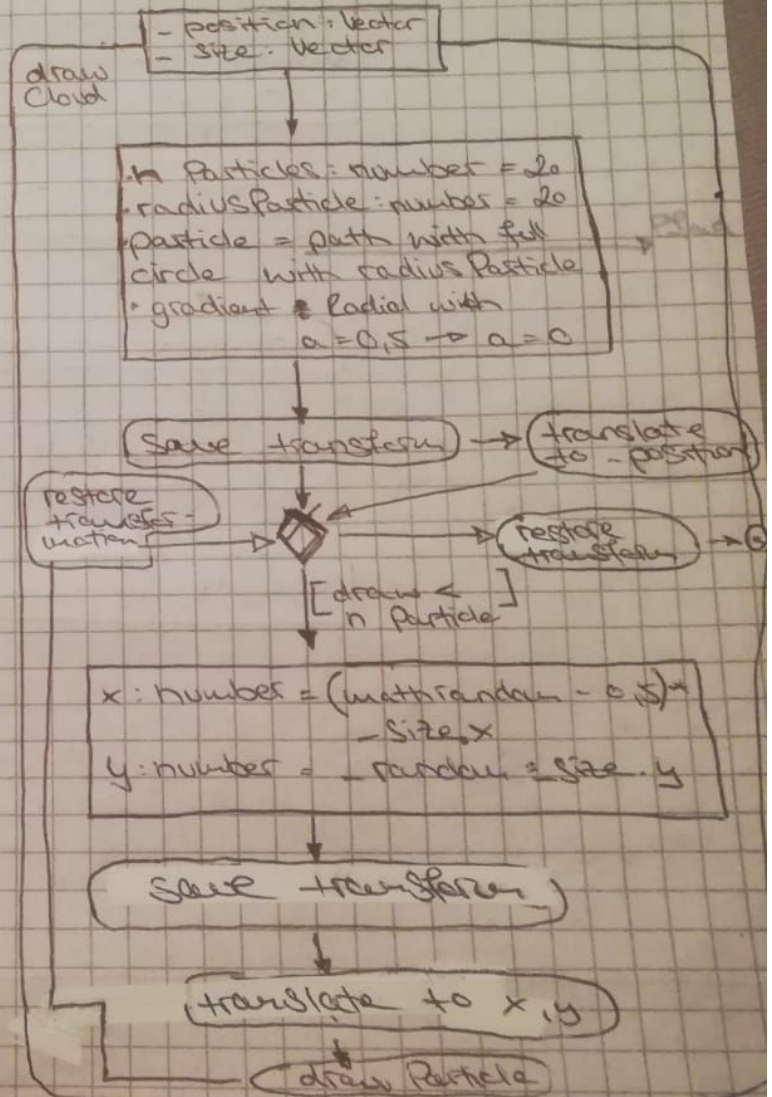 - position: Vector
- size: Vector
draw
Cloud
n Particles: number = 20
• radiusParticle: number = 20
particle = path with full
circle with radiusParticle
• gradient Radial with
a = 0,5 → a = 0
save transform
translate
to _position
restore
transfor-
mation
restore
transform
[draw <
n Particle]
x: number = (math random - 0,5) *
_size.x
y: number = - random * _size.y
save transform
translate to x,y
draw Particle